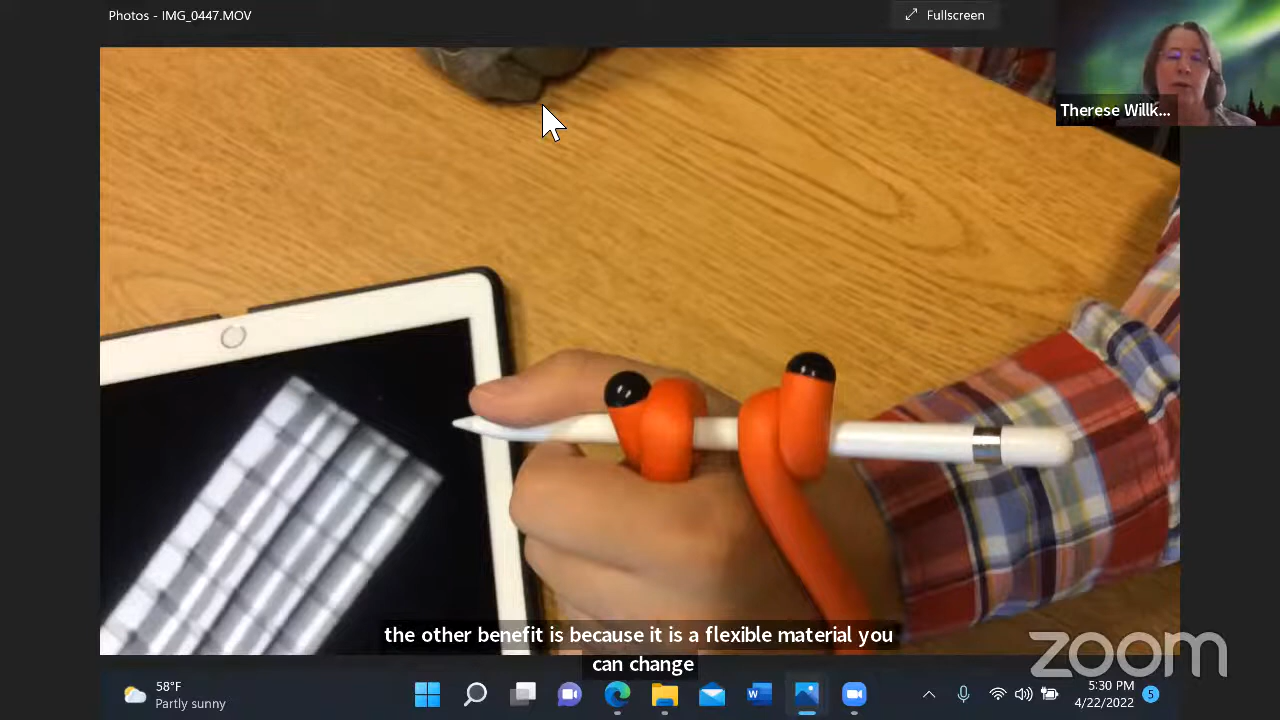 Photos - IMG_0447.MOV
Fullscreen
Therese Willk...
the other benefit is because it is a flexible material you
can change
zoom
58°F
Partly sunny
5:30 PM
4/22/2022
5